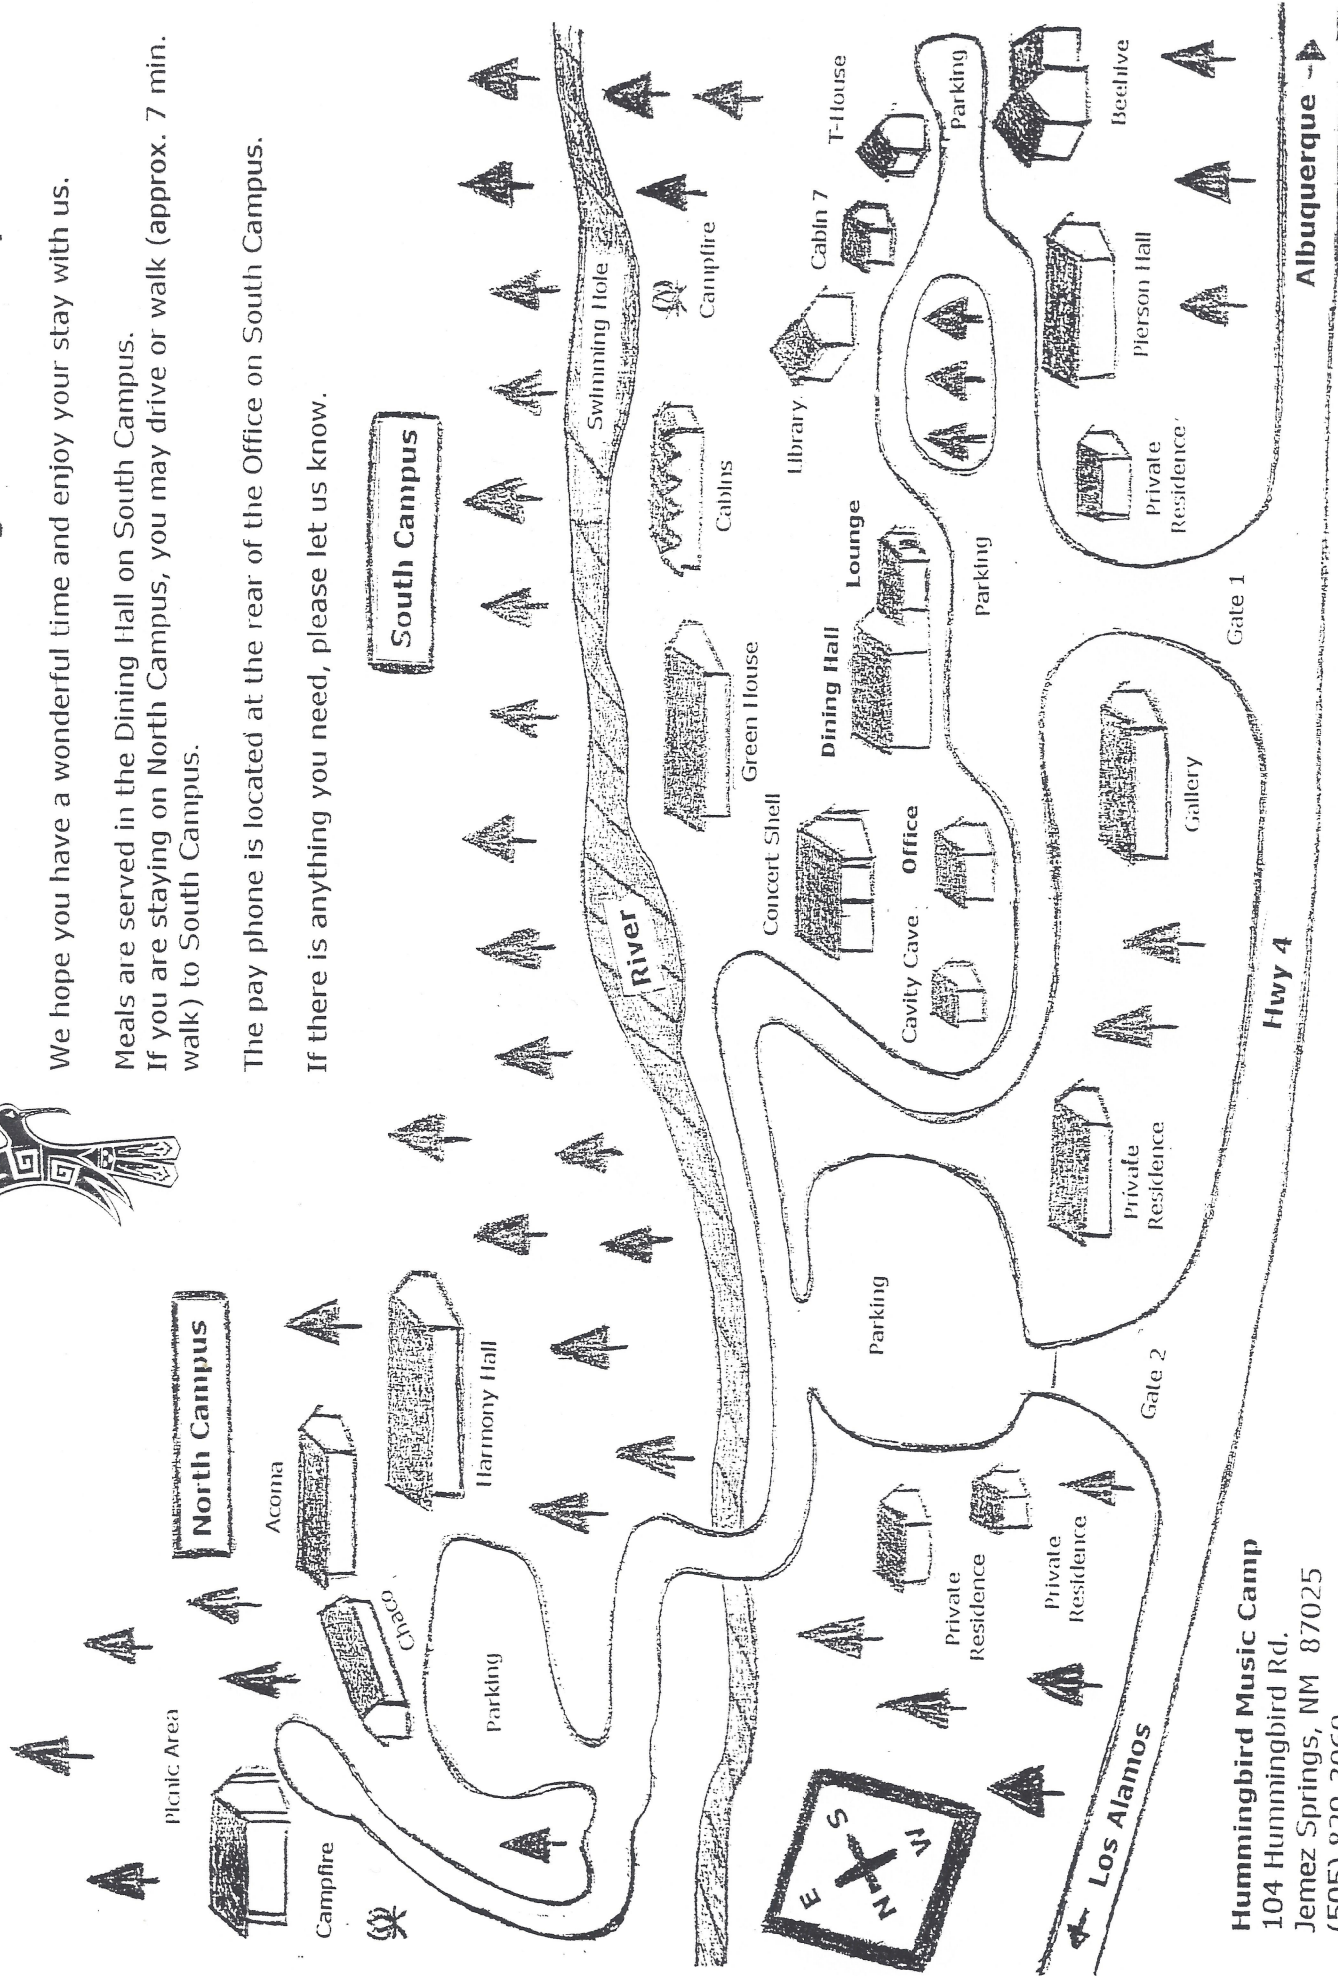 We hope you have a wonderful time and enjoy your stay with us.
Meals are served in the Dining Hall on South Campus.
If you are staying on North Campus, you may drive or walk (approx. 7 min.
walk) to South Campus.
The pay phone is located at the rear of the Office on South Campus.
If there is anything you need, please let us know.
North Campus
South Campus
Picnic Area
Acoma
Campfire
Chaco
Harmony Hall
Parking
River
Swimming Hole
Campfire
Cabins
Green House
Concert Shell
Library
Cabin 7
T-House
Dining Hall
Lounge
Office
Cavity Cave
Parking
Parking
Parking
Beehive
Pierson Hall
Private
Residence
Gallery
Gate 1
Private
Residence
Gate 2
Private
Residence
Private
Residence
E
S
N
W
Hwy 4
Albuquerque
Los Alamos
Hummingbird Music Camp
104 Hummingbird Rd.
Jemez Springs, NM 87025